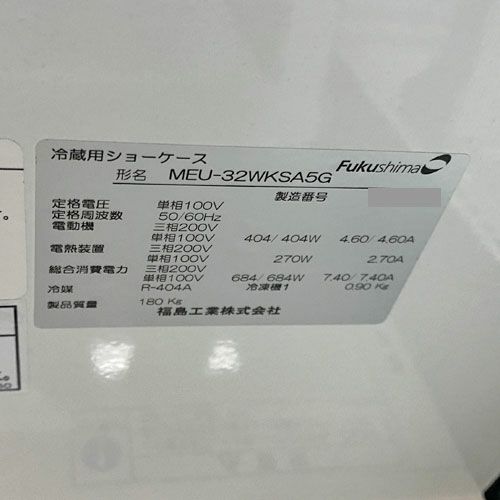 冷蔵用ショーケース
Fukushima
形名 MEU-32WKSA5G
製造番号
定格電圧 単相100V
定格周波数 50/60Hz
電動機 三相200V
単相100V 404/404W 4.60/4.60A
電熱装置 三相200V
単相100V 270W 2.70A
総合消費電力 三相200V
単相100V 684/684W 7.40/7.40A
冷媒 R-404A 冷凍機1 0.90Kg
製品質量 180Kg
福島工業株式会社
。